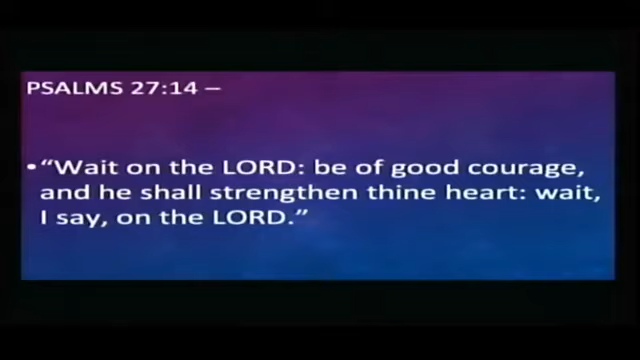 PSALMS 27:14 –
• “Wait on the LORD: be of good courage,
and he shall strengthen thine heart: wait,
I say, on the LORD.”